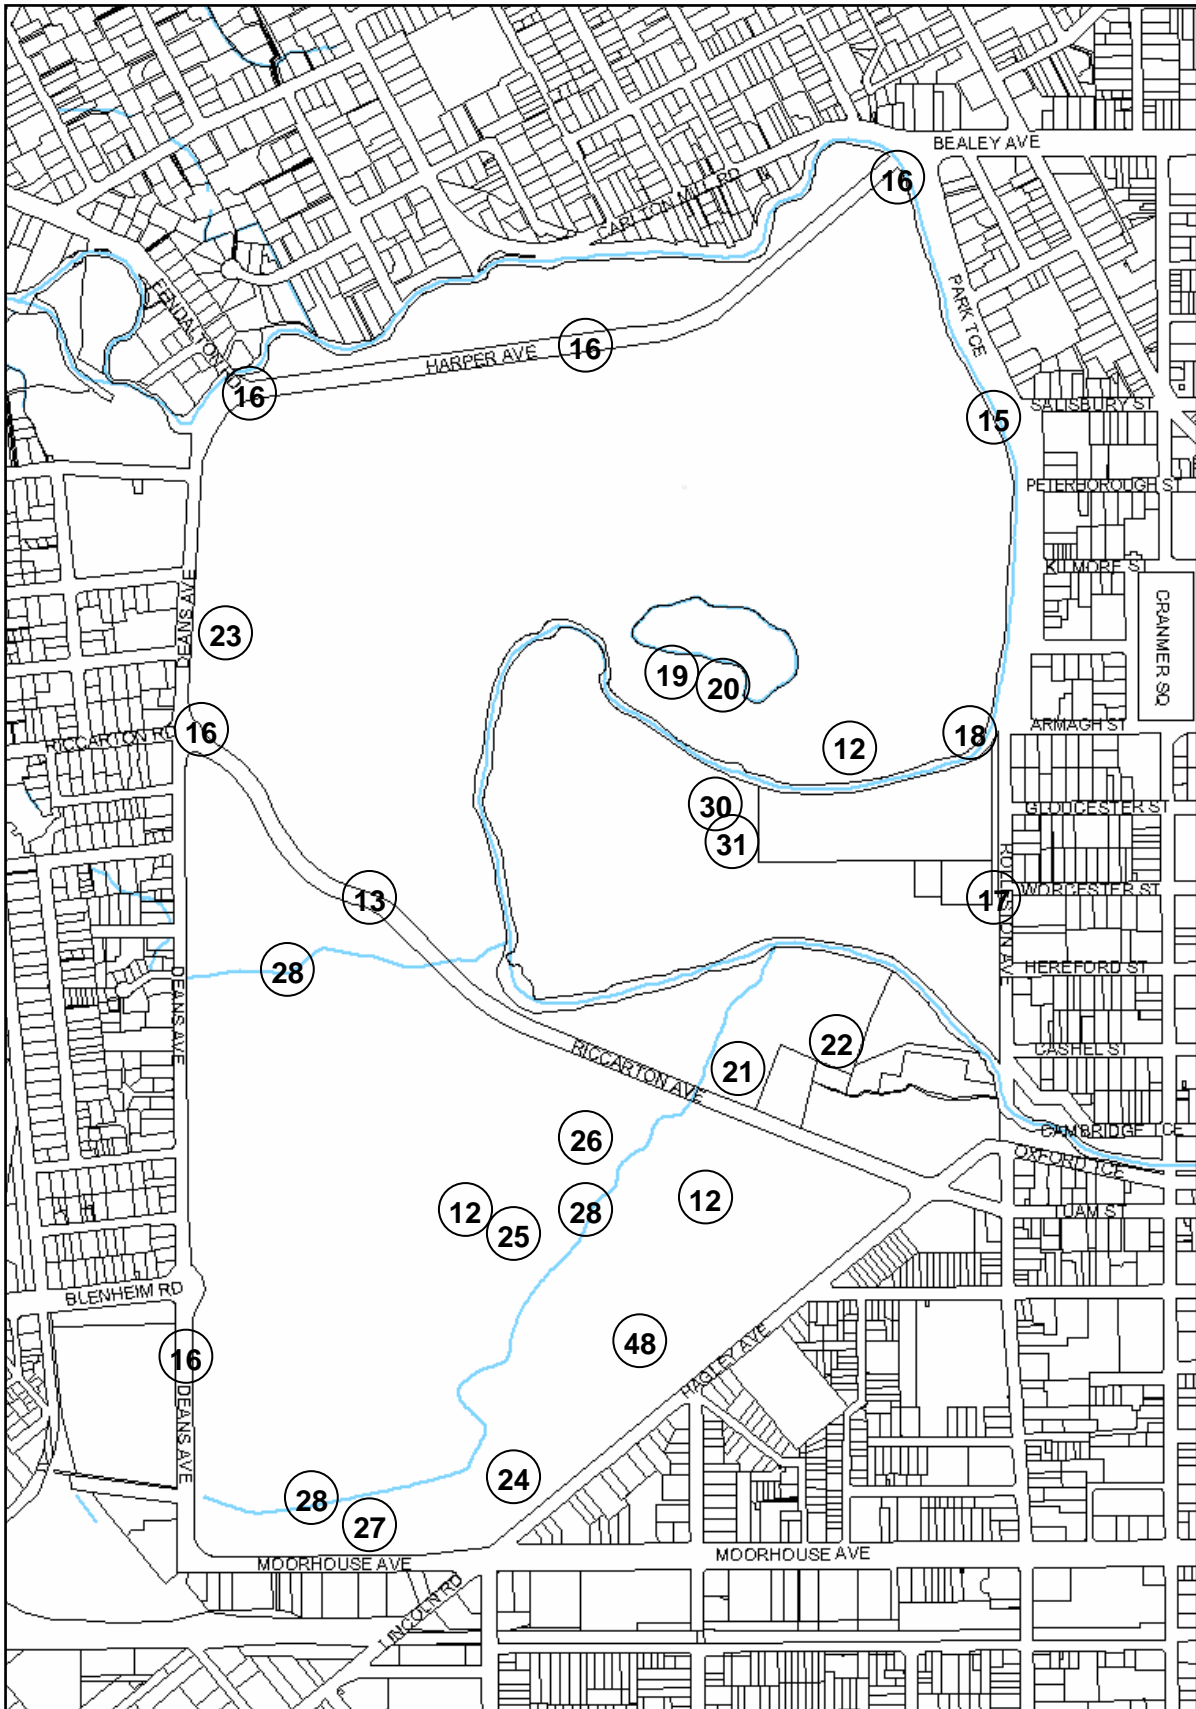 BEALEY AVE
16
CARLTON MILL RD
FENDALTON RD
PARK TCE
16
HARPER AVE
16
SALISBURY ST
15
PETERBOROUGH ST
KILMORE ST
DEANS AVE
23
CRANMER SQ
19
20
ARMAGH ST
RICCARTON RD
16
12
18
30
GLOUCESTER ST
31
ROLLESTON AVE
WORCESTER ST
13
17
28
HEREFORD ST
DEANS AVE
22
CASHEL ST
RICCARTON AVE
21
26
CAMBRIDGE TCE
OXFORD TCE
12
12
28
25
TUAM ST
BLENHEIM RD
48
16
HAGLEY AVE
DEANS AVE
24
28
27
MOORHOUSE AVE
MOORHOUSE AVE
LINCOLN RD